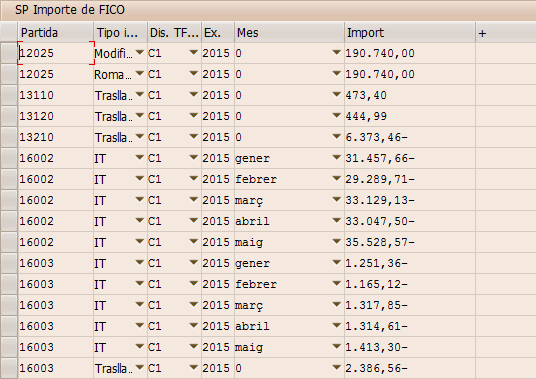 SP Importe de FICO
Partida Tipo i... Dis. TF... Ex. Mes Import +
12025 Modifi... C1 2015 0 190.740,00
12025 Roma... C1 2015 0 190.740,00
13110 Traslla... C1 2015 0 473,40
13120 Traslla... C1 2015 0 444,99
13210 Traslla... C1 2015 0 6.373,46-
16002 IT C1 2015 gener 31.457,66-
16002 IT C1 2015 febrer 29.289,71-
16002 IT C1 2015 març 33.129,13-
16002 IT C1 2015 abril 33.047,50-
16002 IT C1 2015 maig 35.528,57-
16003 IT C1 2015 gener 1.251,36-
16003 IT C1 2015 febrer 1.165,12-
16003 IT C1 2015 març 1.317,85-
16003 IT C1 2015 abril 1.314,61-
16003 IT C1 2015 maig 1.413,30-
16003 Traslla... C1 2015 0 2.386,56-